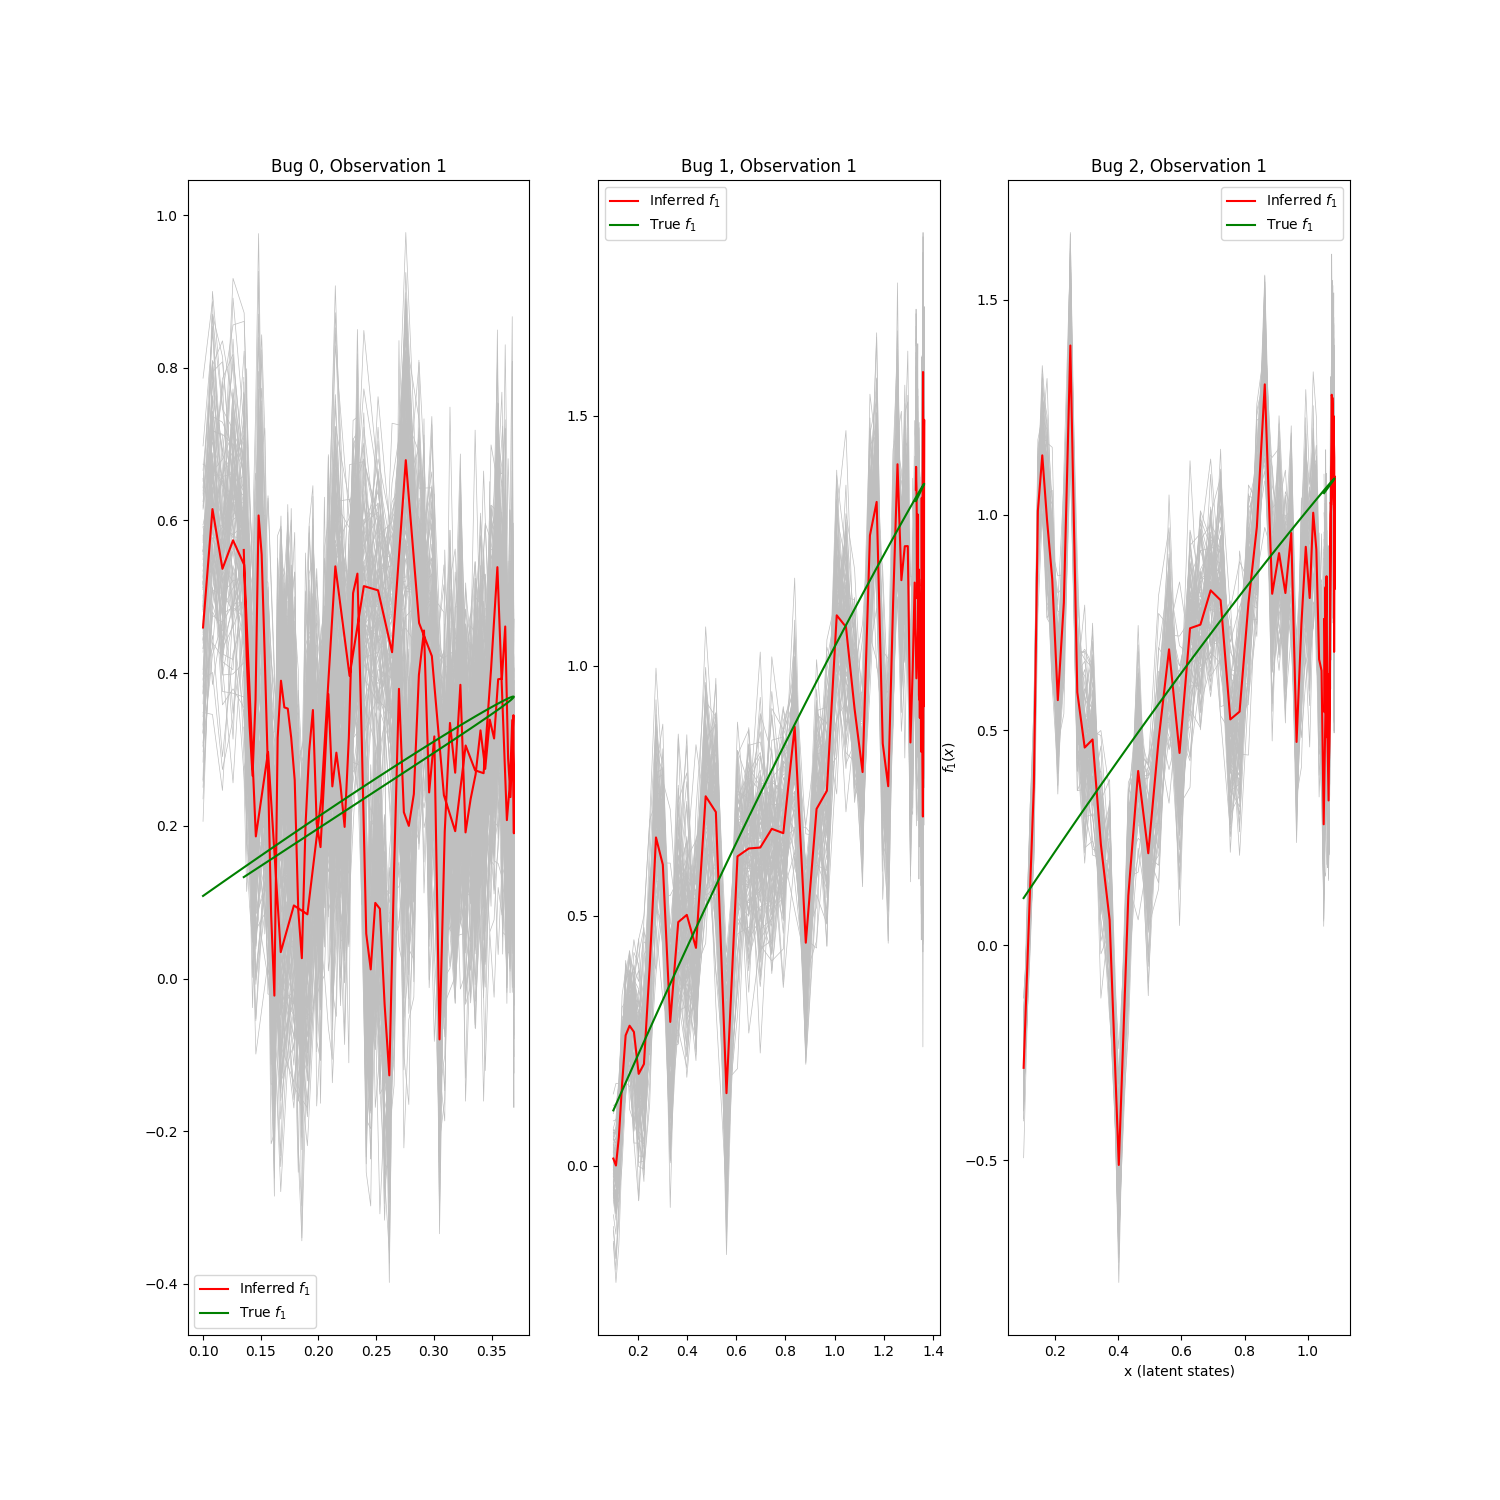 Bug 0, Observation 1
1.0
0.8
0.6
0.4
0.2
0.0
−0.2
−0.4
Inferred f₁
True f₁
0.10 0.15 0.20 0.25 0.30 0.35
Bug 1, Observation 1
Inferred f₁
True f₁
1.5
1.0
0.5
0.0
0.2 0.4 0.6 0.8 1.0 1.2 1.4
Bug 2, Observation 1
Inferred f₁
True f₁
f₁(x)
1.5
1.0
0.5
0.0
−0.5
0.2 0.4 0.6 0.8 1.0
x (latent states)